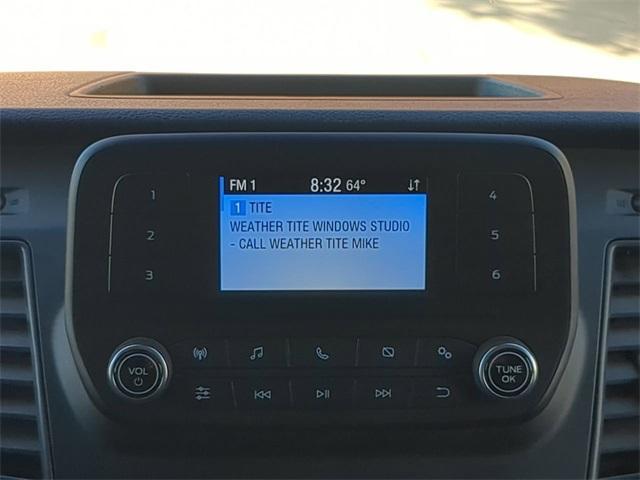 FM 1 8:32 64°
1 TITE
WEATHER TITE WINDOWS STUDIO
- CALL WEATHER TITE MIKE
1
2
3
4
5
6
VOL
TUNE
OK